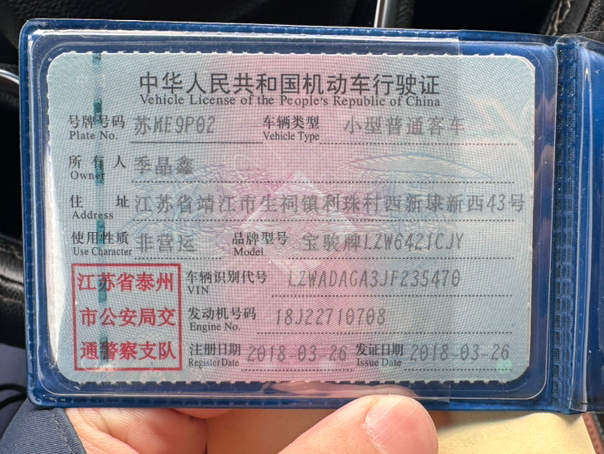 中华人民共和国机动车行驶证
Vehicle License of the People's Republic of China
号牌号码 苏ME9P02 车辆类型 小型普通客车
Plate No. Vehicle Type
所有人 季晶鑫
Owner
住址 江苏省靖江市生祠镇利珠村西新康新西43号
Address
使用性质 非营运 品牌型号 宝骏牌LZW6421CJY
Use Character Model
江苏省泰州
市公安局交
通警察支队
车辆识别代号 LZWADAGA3JF235470
VIN
发动机号码 18J22710708
Engine No.
注册日期 2018-03-26 发证日期 2018-03-26
Register Date Issue Date